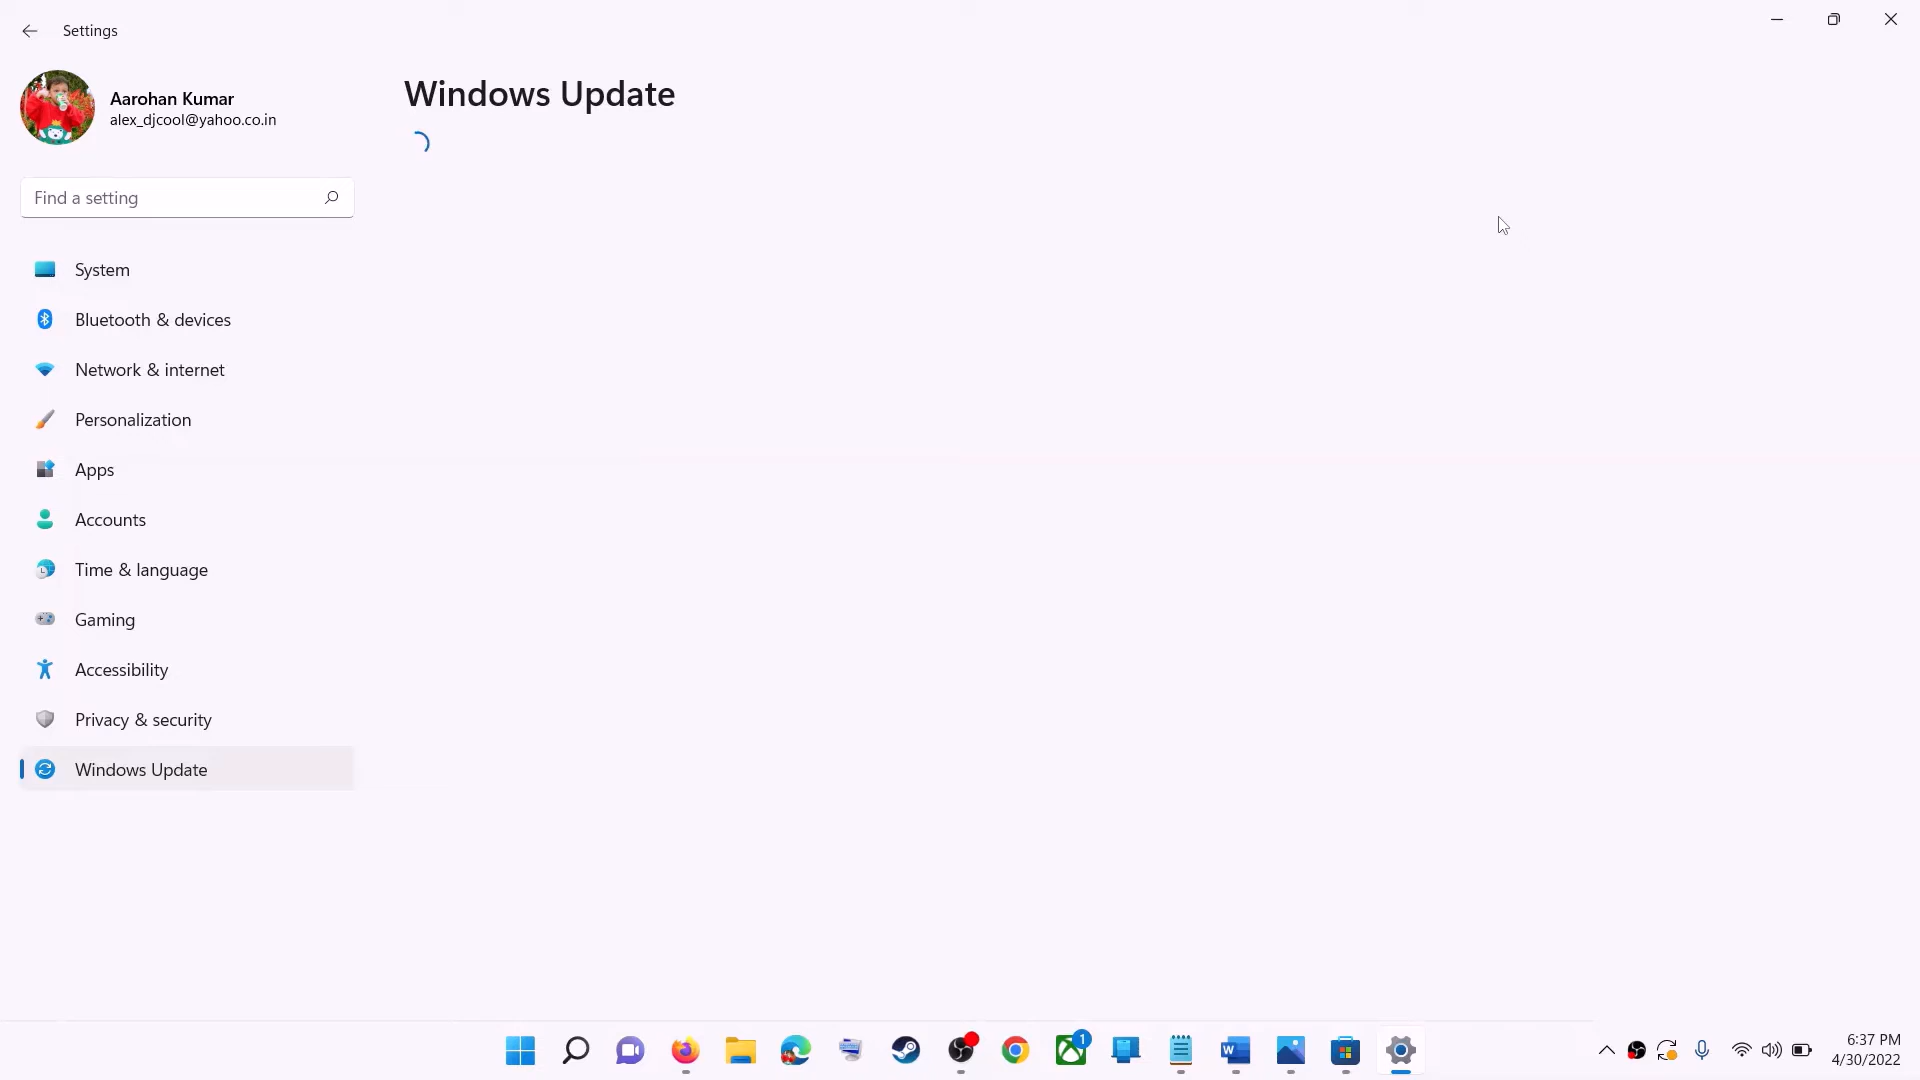 Settings
Aarohan Kumar
alex_djcool@yahoo.co.in
Windows Update
Find a setting
System
Bluetooth & devices
Network & internet
Personalization
Apps
Accounts
Time & language
Gaming
Accessibility
Privacy & security
Windows Update
1
W
6:37 PM
4/30/2022